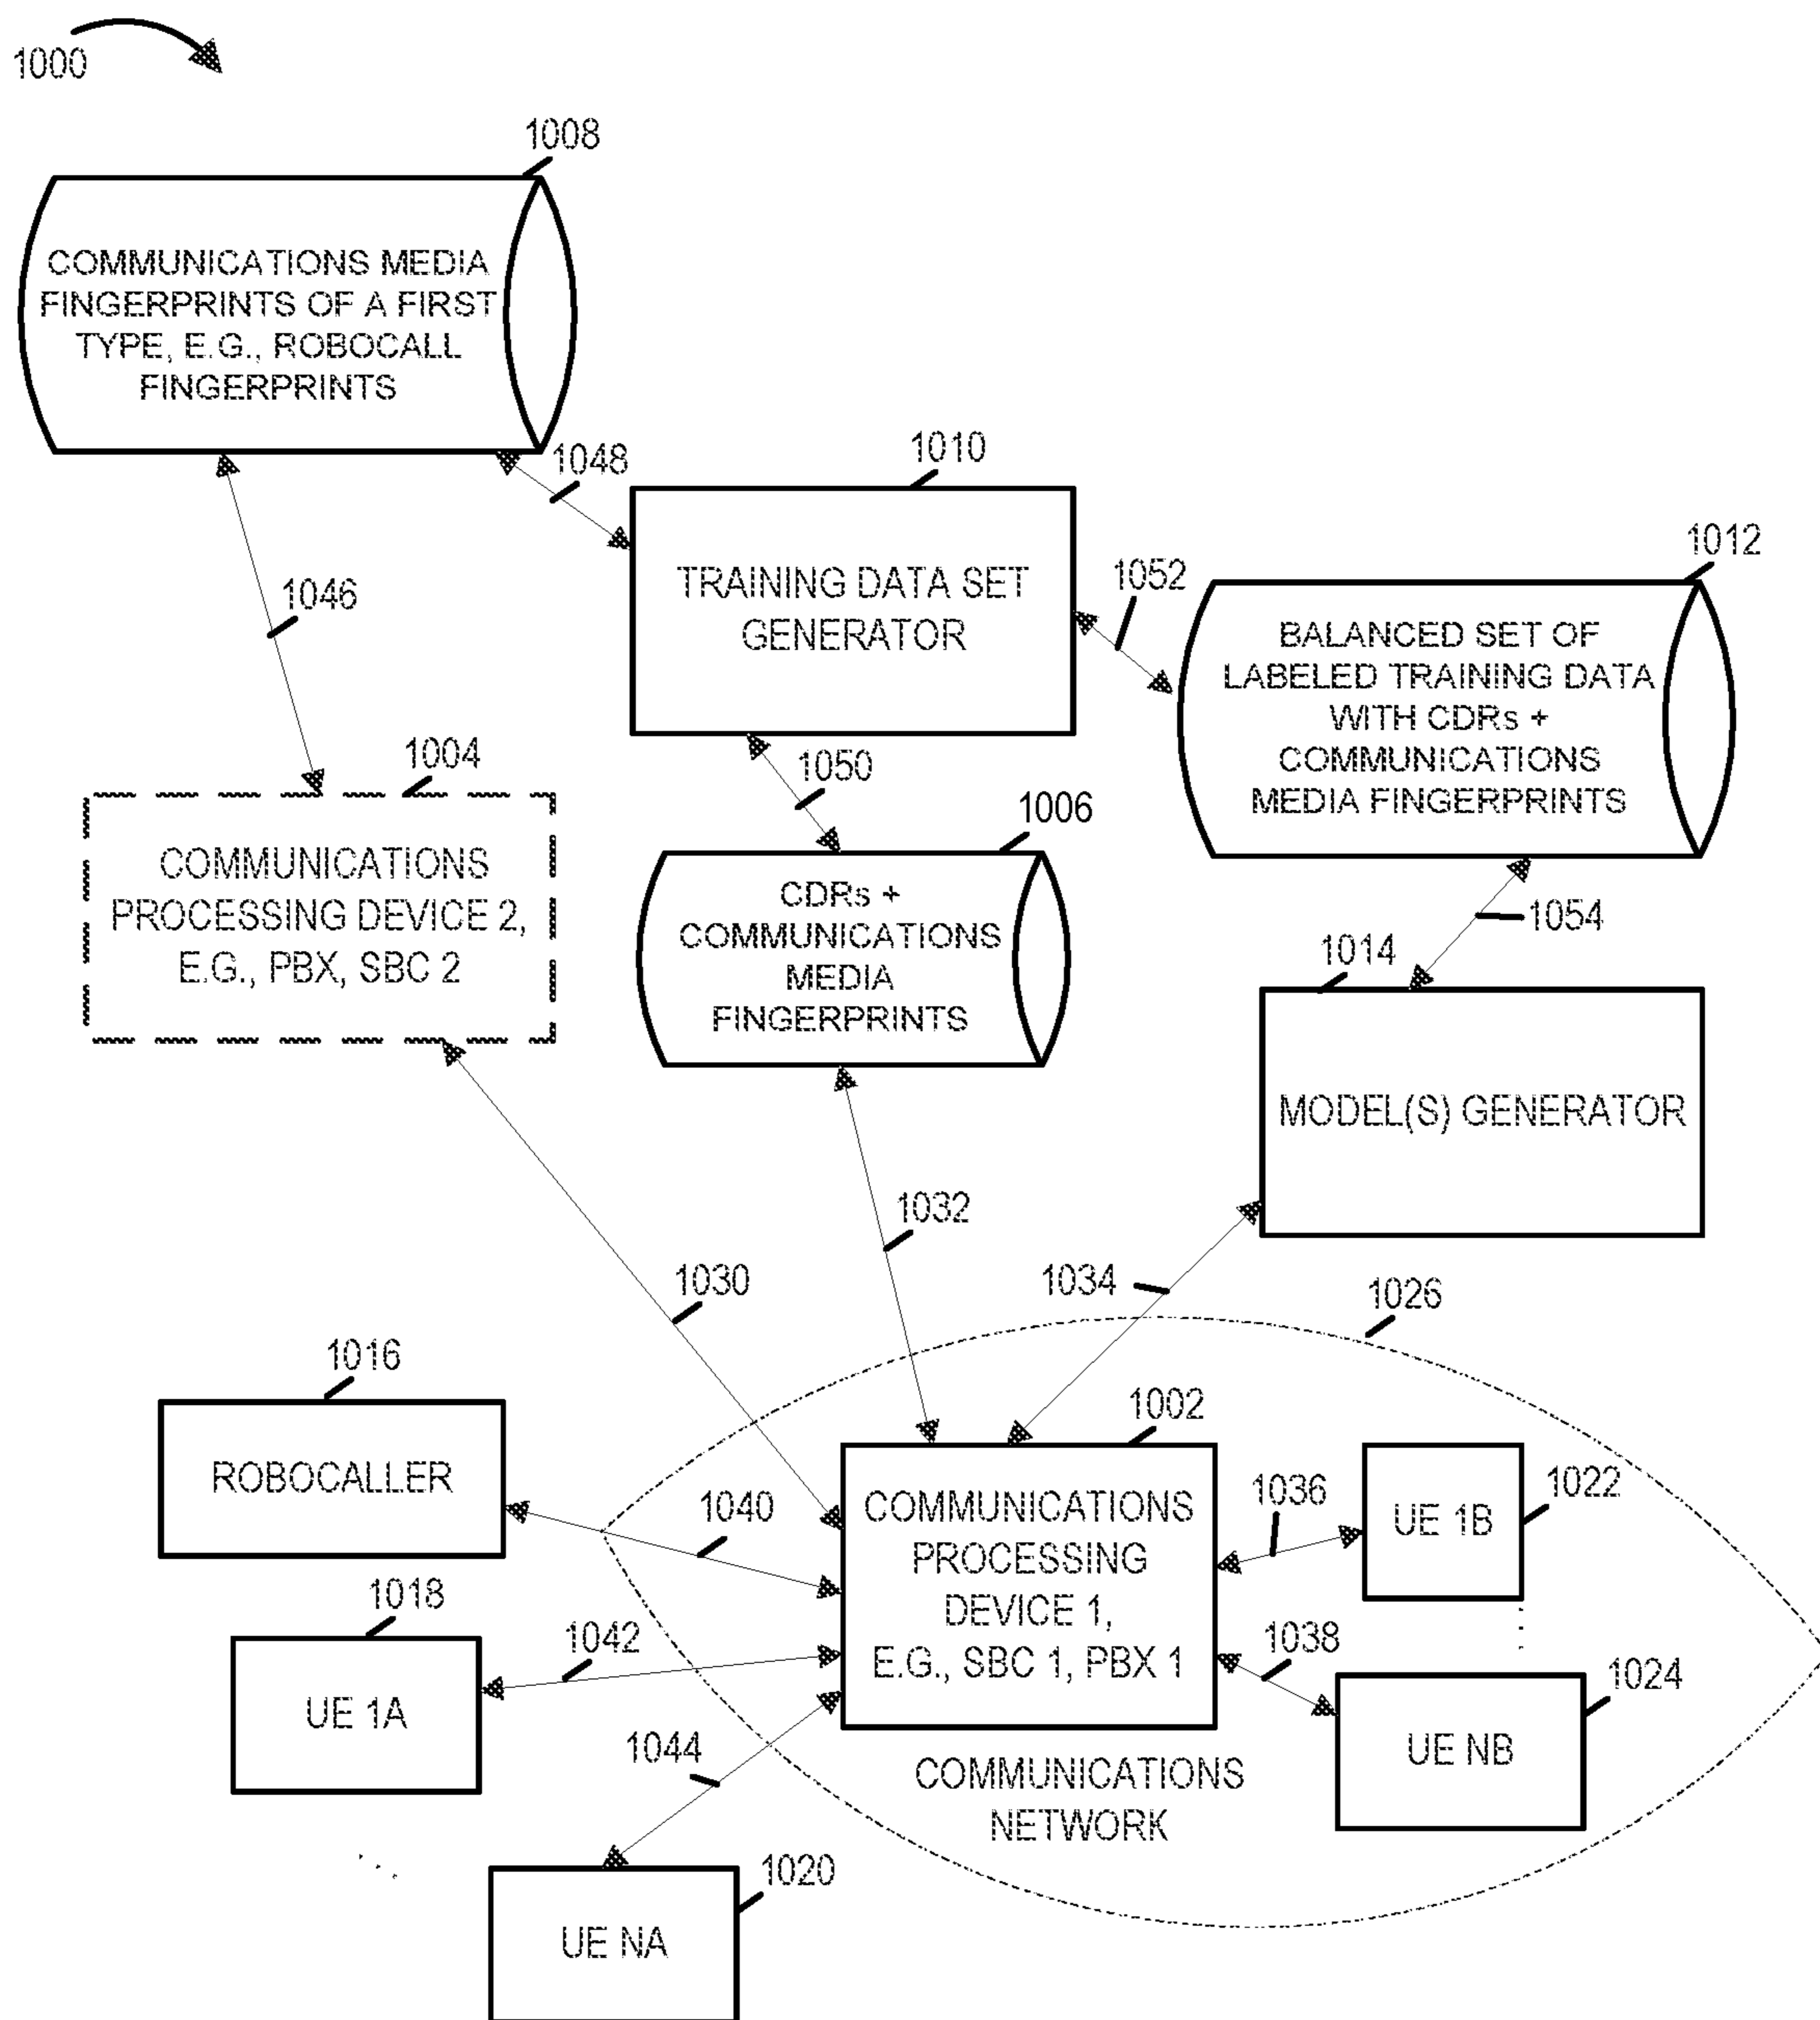 1000
1008
COMMUNICATIONS MEDIA
FINGERPRINTS OF A FIRST
TYPE, E.G., ROBOCALL
FINGERPRINTS
1048
1010
TRAINING DATA SET
GENERATOR
1052
1012
BALANCED SET OF
LABELED TRAINING DATA
WITH CDRs +
COMMUNICATIONS
MEDIA FINGERPRINTS
1046
1004
COMMUNICATIONS
PROCESSING DEVICE 2,
E.G., PBX, SBC 2
1050
1006
CDRs +
COMMUNICATIONS
MEDIA
FINGERPRINTS
1054
1014
MODEL(S) GENERATOR
1032
1030
1034
1026
1016
ROBOCALLER
1040
1002
COMMUNICATIONS
PROCESSING
DEVICE 1,
E.G., SBC 1, PBX 1
1036
UE 1B
1022
1018
UE 1A
1042
1038
UE NB
1024
1044
COMMUNICATIONS
NETWORK
UE NA
1020